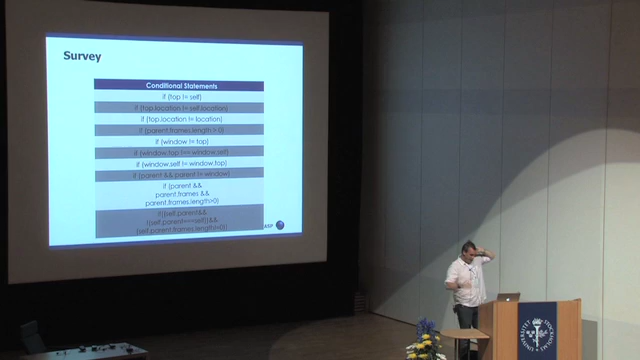 Survey
Conditional Statements
if (top != self)
if (top.location != self.location)
if (top.location != location)
if (parent.frames.length > 0)
if (window != top)
if (window.top !== window.self)
if (window.self != window.top)
if (parent && parent != window)
if (parent &&
parent.frames &&
parent.frames.length>0)
if((self.parent&&
!(self.parent===self))&&
(self.parent.frames.length!=0))
STOCKHOLMS
UNIVERSITET